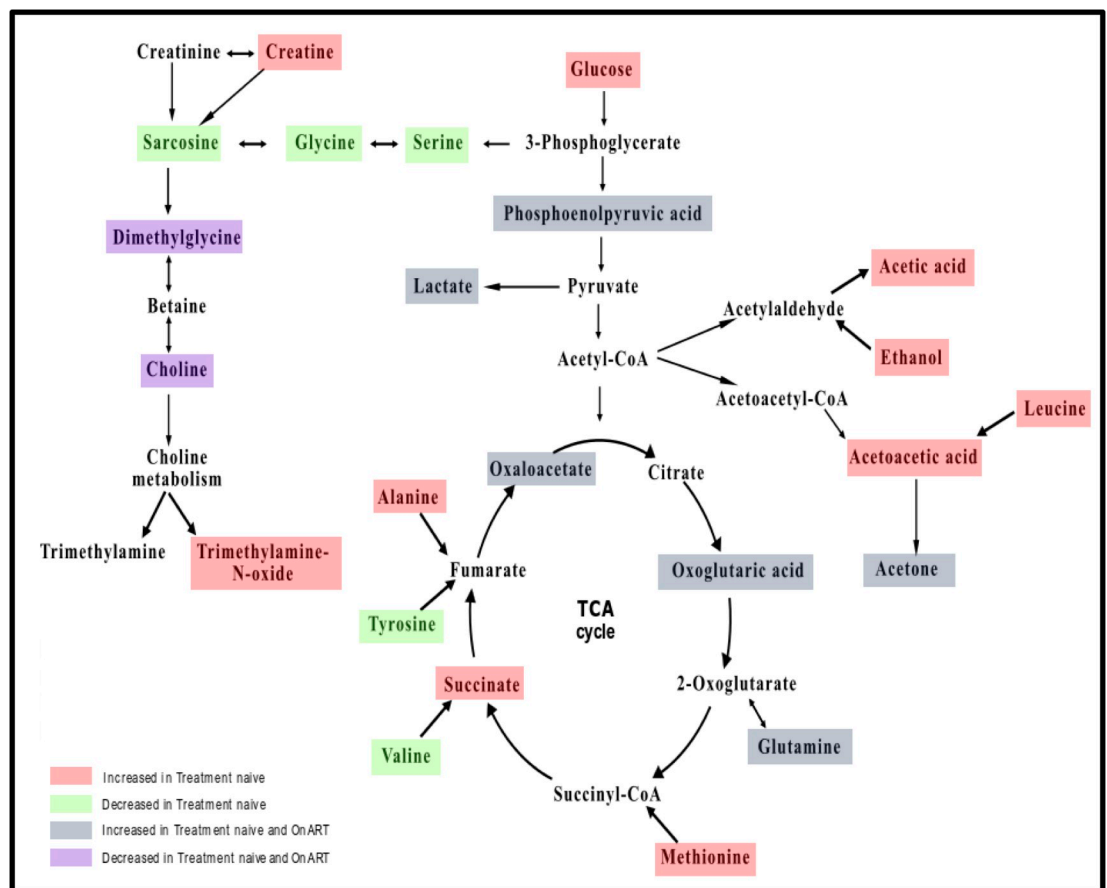 Creatinine
Creatine
Glucose
Sarcosine
Glycine
Serine
3-Phosphoglycerate
Phosphoenolpyruvic acid
Dimethylglycine
Lactate
Pyruvate
Acetic acid
Acetylaldehyde
Betaine
Acetyl-CoA
Ethanol
Choline
Acetoacetyl-CoA
Leucine
Choline
metabolism
Oxaloacetate
Citrate
Acetoacetic acid
Alanine
Trimethylamine
Trimethylamine-
N-oxide
Fumarate
Oxoglutaric acid
Acetone
Tyrosine
TCA
cycle
Succinate
2-Oxoglutarate
Valine
Glutamine
Succinyl-CoA
Methionine
Increased in Treatment naive
Decreased in Treatment naive
Increased in Treatment naive and OnART
Decreased in Treatment naive and OnART